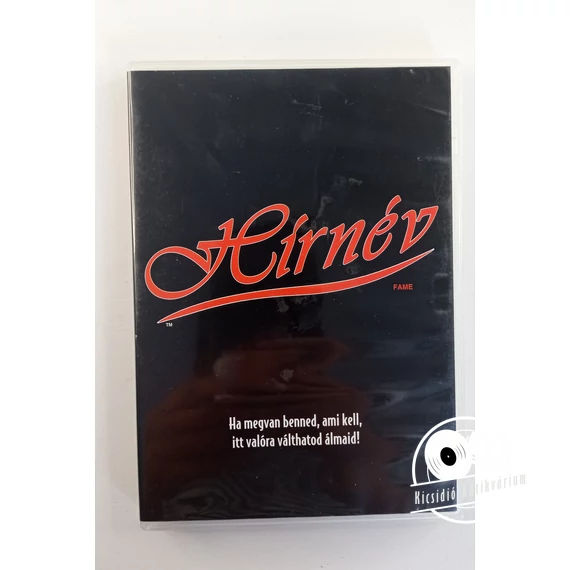 Hírnév
FAME
TM
Ha megvan benned, ami kell,
itt valóra válthatod álmaid!
Kicsidió